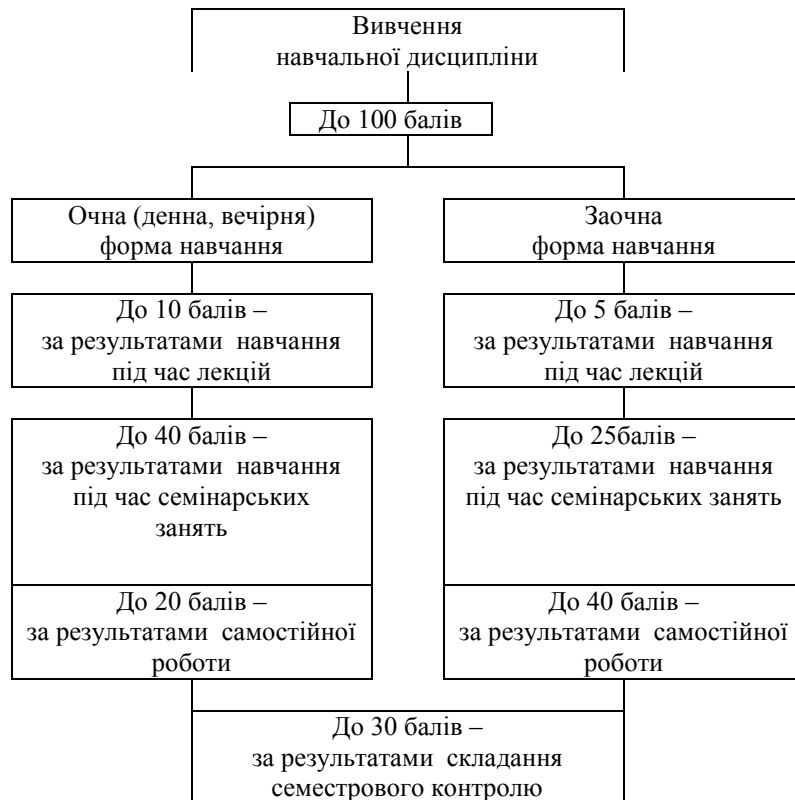 Вивчення
навчальної дисципліни
До 100 балів
Очна (денна, вечірня)
форма навчання
Заочна
форма навчання
До 10 балів –
за результатами навчання
під час лекцій
До 5 балів –
за результатами навчання
під час лекцій
До 40 балів –
за результатами навчання
під час семінарських
занять
До 25балів –
за результатами навчання
під час семінарських занять
До 20 балів –
за результатами самостійної
роботи
До 40 балів –
за результатами самостійної
роботи
До 30 балів –
за результатами складання
семестрового контролю